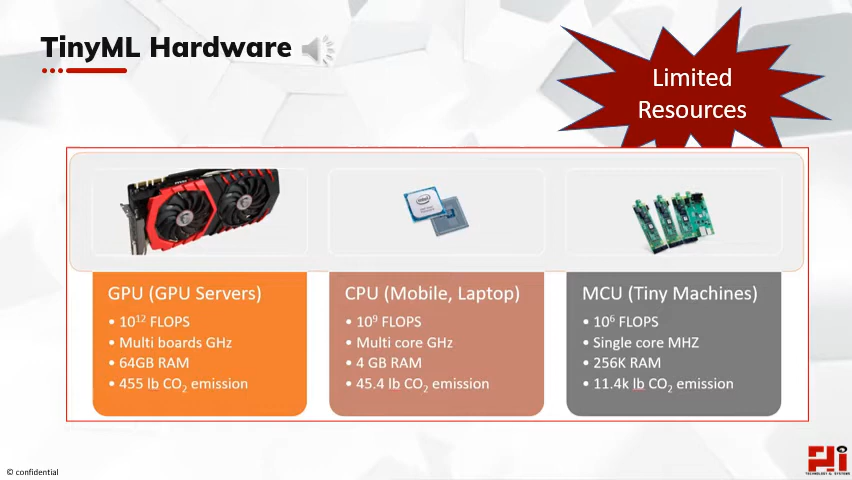 TinyML Hardware
Limited
Resources
GPU (GPU Servers)
• 10¹² FLOPS
• Multi boards GHz
• 64GB RAM
• 455 lb CO₂ emission
CPU (Mobile, Laptop)
• 10⁹ FLOPS
• Multi core GHz
• 4 GB RAM
• 45.4 lb CO₂ emission
MCU (Tiny Machines)
• 10⁶ FLOPS
• Single core MHZ
• 256K RAM
• 11.4k lb CO₂ emission
© confidential